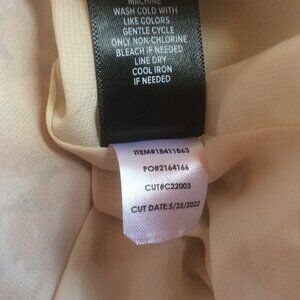 MACHINE
WASH COLD WITH
LIKE COLORS
GENTLE CYCLE
ONLY NON-CHLORINE
BLEACH IF NEEDED
LINE DRY
COOL IRON
IF NEEDED
ITEM#18411863
PO#2164166
CUT#C22003
CUT DATE:5/25/2022